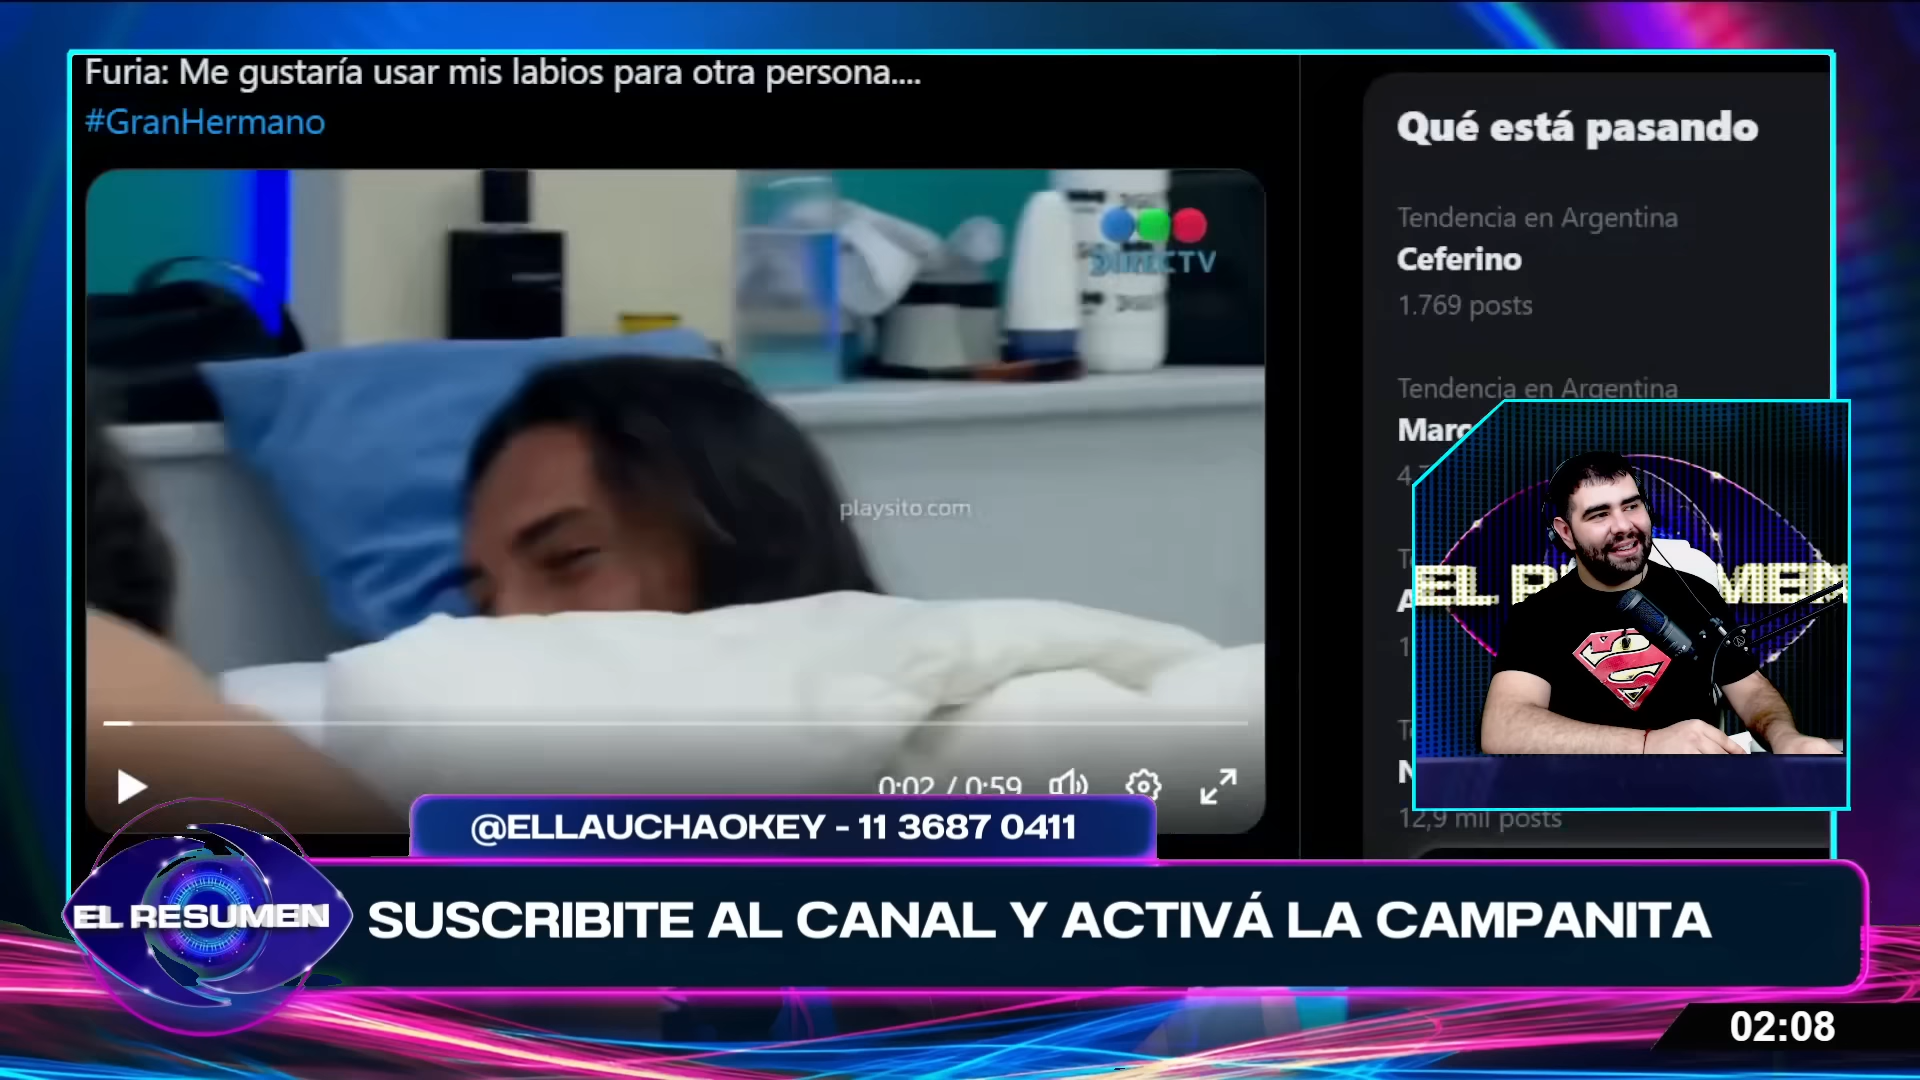 Furia: Me gustaría usar mis labios para otra persona....
#GranHermano
DIRECTV
playsito.com
0:02 / 0:59
Qué está pasando
Tendencia en Argentina
Ceferino
1.769 posts
Tendencia en Argentina
Marc
12,9 mil posts
@ELLAUCHAOKEY - 11 3687 0411
EL RESUMEN
SUSCRIBITE AL CANAL Y ACTIVÁ LA CAMPANITA
02:08